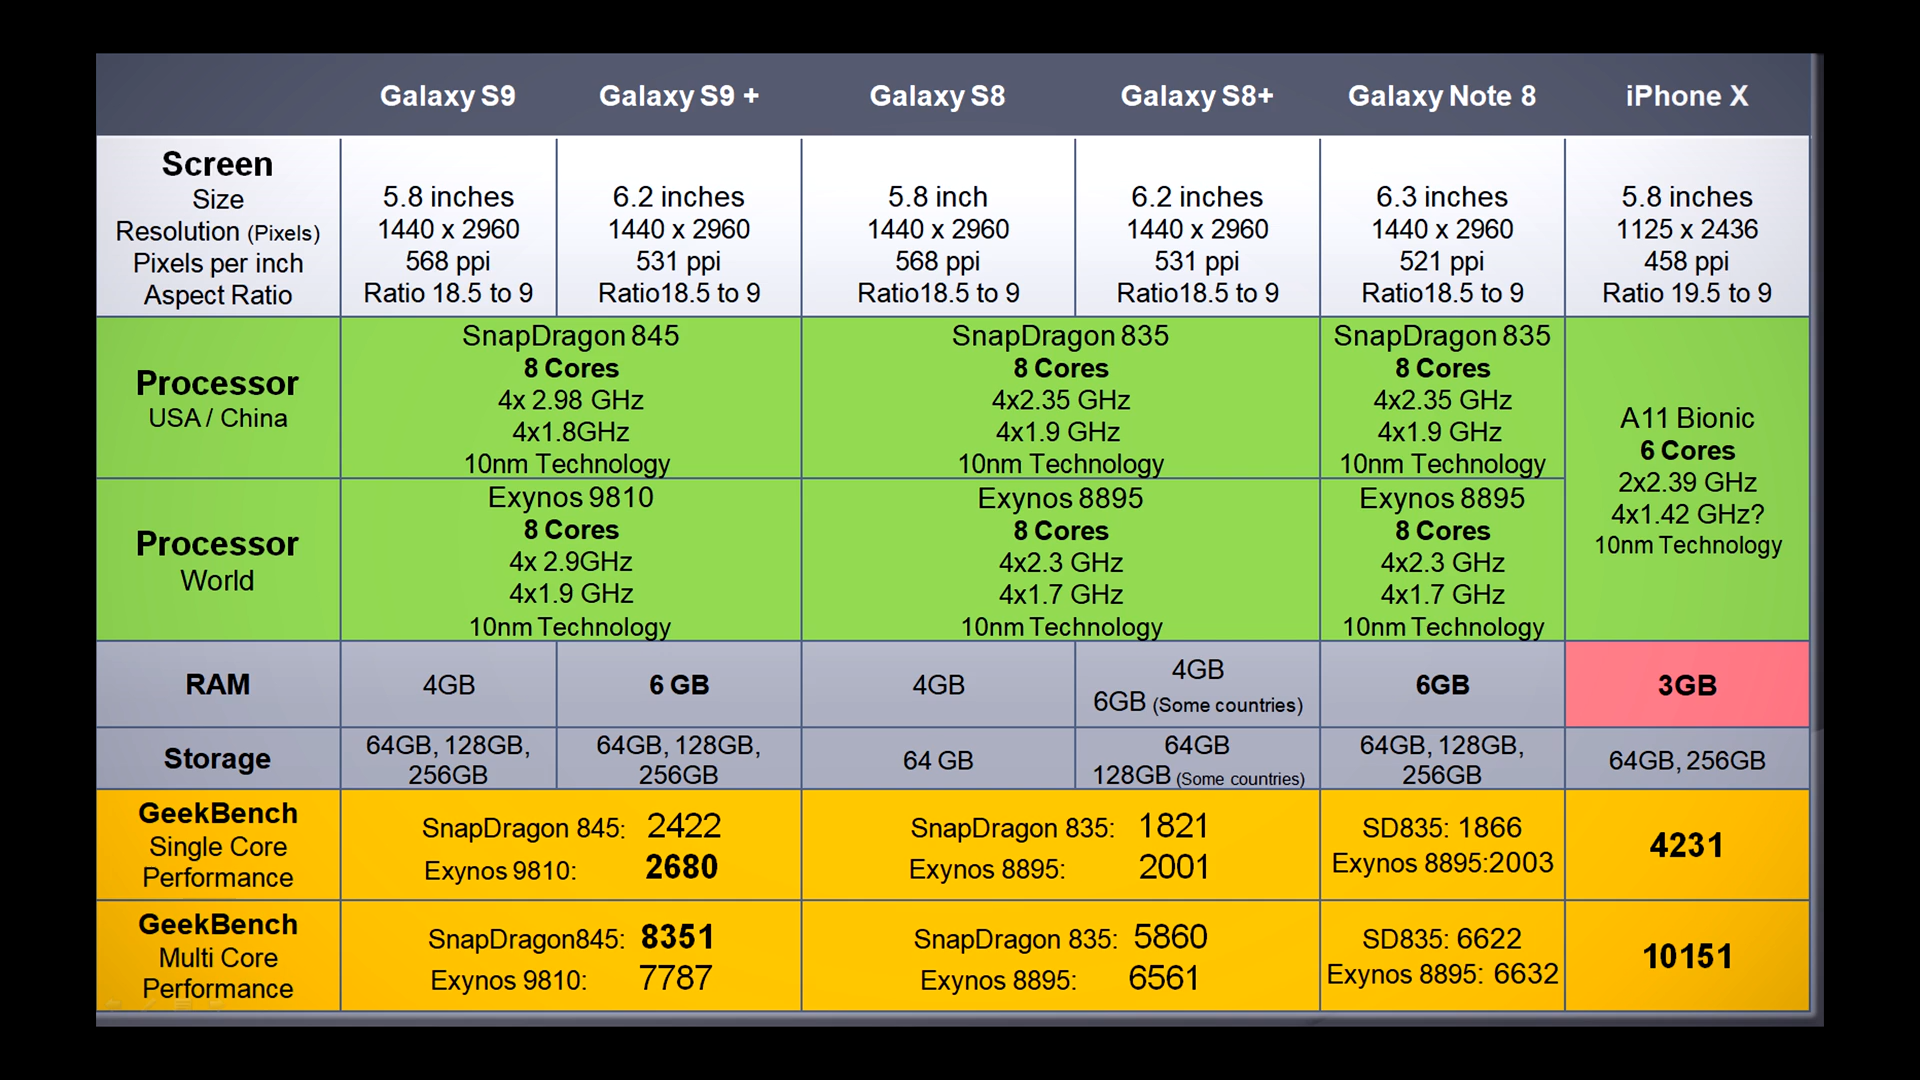 Galaxy S9 Galaxy S9 + Galaxy S8 Galaxy S8+ Galaxy Note 8 iPhone X
Screen
Size 5.8 inches 6.2 inches 5.8 inch 6.2 inches 6.3 inches 5.8 inches
Resolution (Pixels) 1440 x 2960 1440 x 2960 1440 x 2960 1440 x 2960 1440 x 2960 1125 x 2436
Pixels per inch 568 ppi 531 ppi 568 ppi 531 ppi 521 ppi 458 ppi
Aspect Ratio Ratio 18.5 to 9 Ratio18.5 to 9 Ratio18.5 to 9 Ratio18.5 to 9 Ratio18.5 to 9 Ratio 19.5 to 9
Processor
USA / China
SnapDragon 845
8 Cores
4x 2.98 GHz
4x1.8GHz
10nm Technology
SnapDragon 835
8 Cores
4x2.35 GHz
4x1.9 GHz
10nm Technology
SnapDragon 835
8 Cores
4x2.35 GHz
4x1.9 GHz
10nm Technology
A11 Bionic
6 Cores
2x2.39 GHz
4x1.42 GHz?
10nm Technology
Processor
World
Exynos 9810
8 Cores
4x 2.9GHz
4x1.9 GHz
10nm Technology
Exynos 8895
8 Cores
4x2.3 GHz
4x1.7 GHz
10nm Technology
Exynos 8895
8 Cores
4x2.3 GHz
4x1.7 GHz
10nm Technology
RAM
4GB
6 GB
4GB
4GB
6GB (Some countries)
6GB
3GB
Storage
64GB, 128GB,
256GB
64GB, 128GB,
256GB
64 GB
64GB
128GB (Some countries)
64GB, 128GB,
256GB
64GB, 256GB
GeekBench
Single Core
Performance
SnapDragon 845: 2422
Exynos 9810: 2680
SnapDragon 835: 1821
Exynos 8895: 2001
SD835: 1866
Exynos 8895:2003
4231
GeekBench
Multi Core
Performance
SnapDragon845: 8351
Exynos 9810: 7787
SnapDragon 835: 5860
Exynos 8895: 6561
SD835: 6622
Exynos 8895: 6632
10151